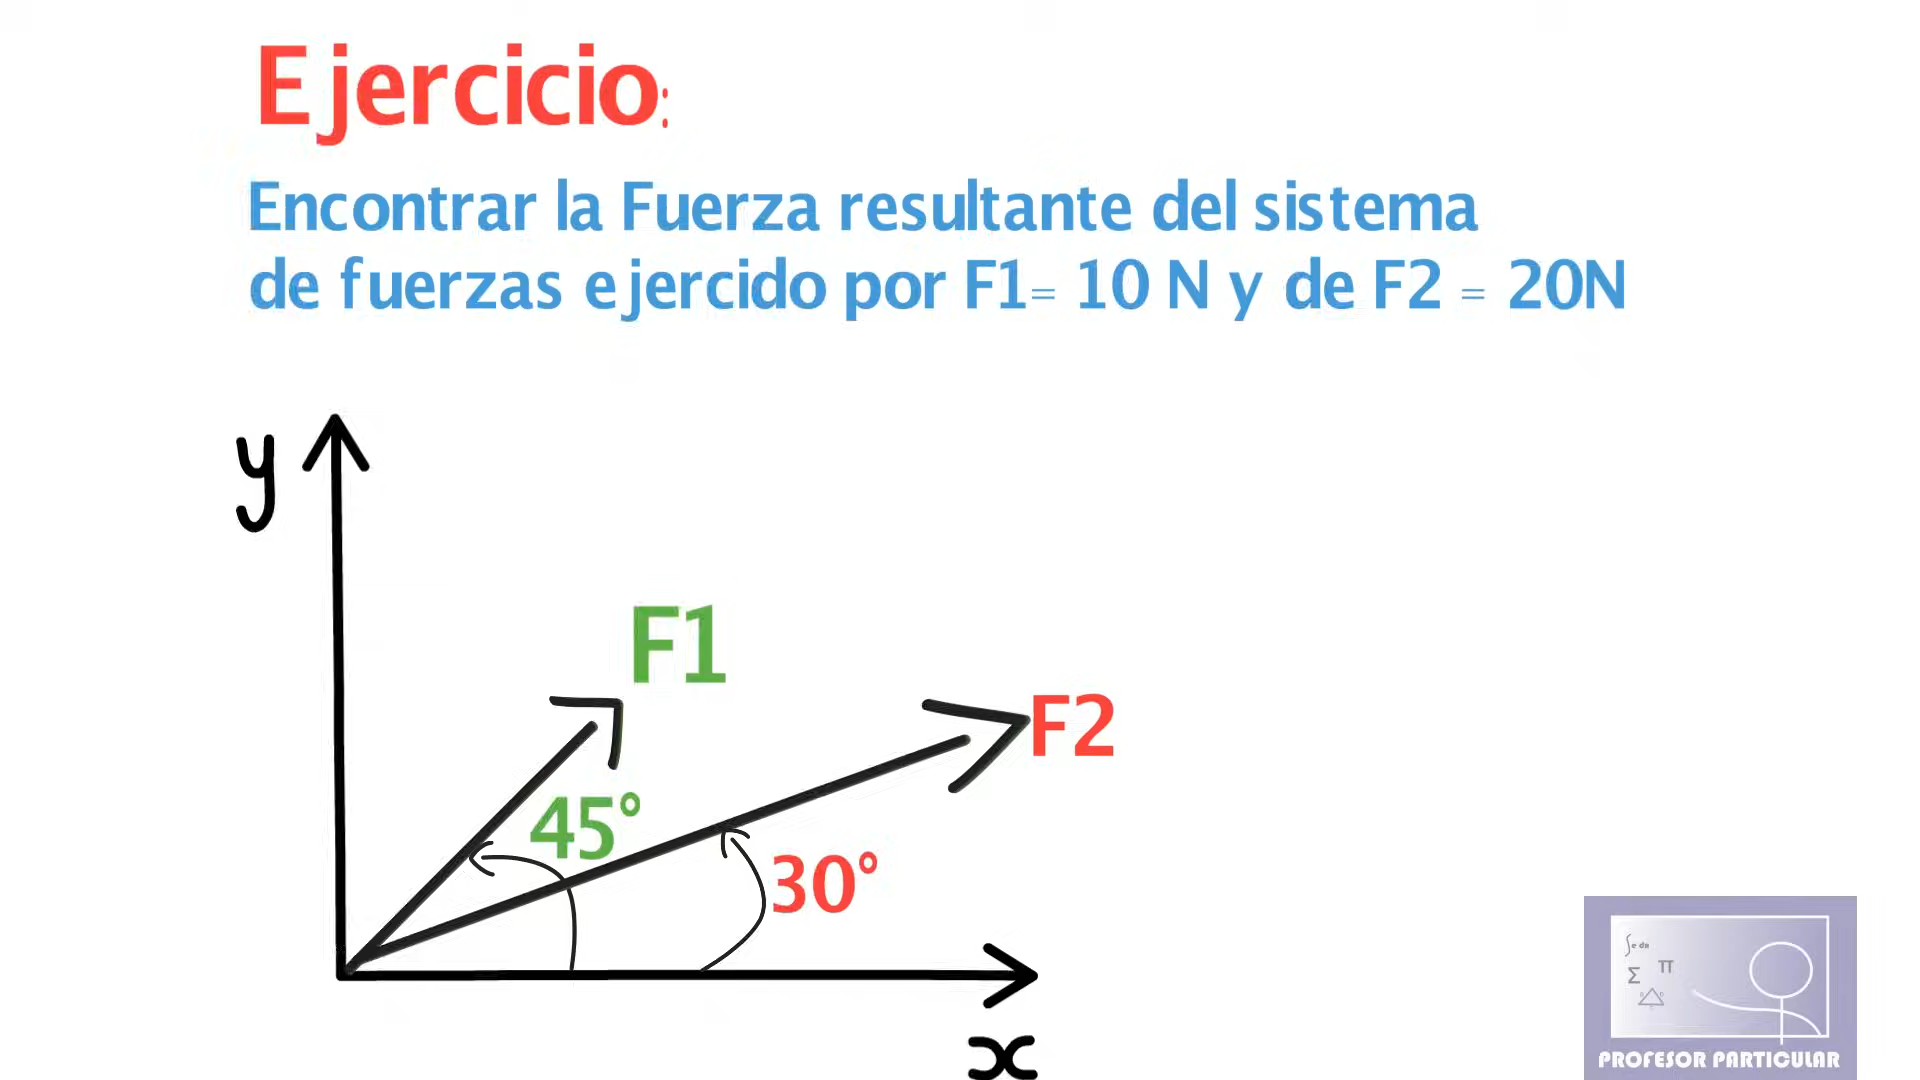 Ejercicio:
Encontrar la Fuerza resultante del sistema
de fuerzas ejercido por F1= 10 N y de F2 = 20N
y
F1
F2
45°
30°
x
∫e dx
Σ π
PROFESOR PARTICULAR